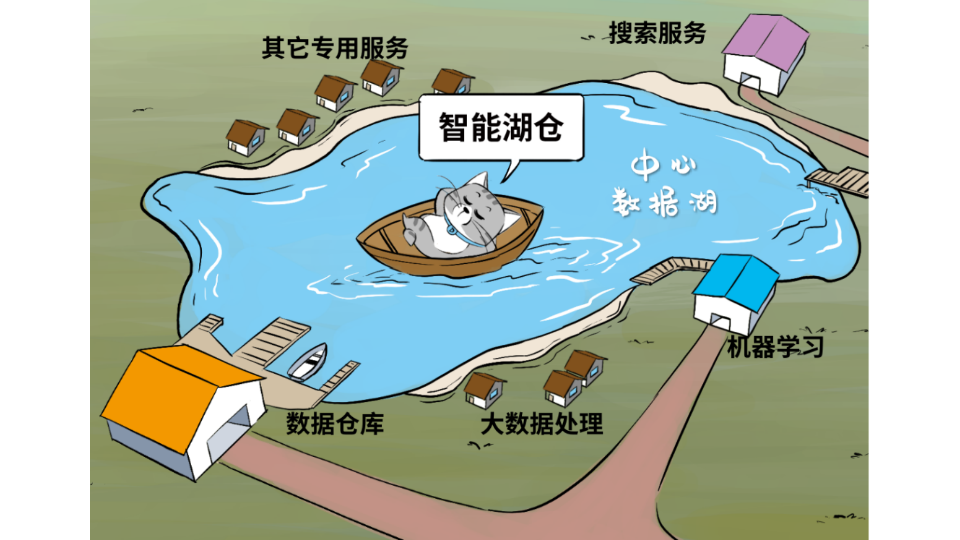 搜索服务
其它专用服务
智能湖仓
中心
数据湖
机器学习
数据仓库
大数据处理